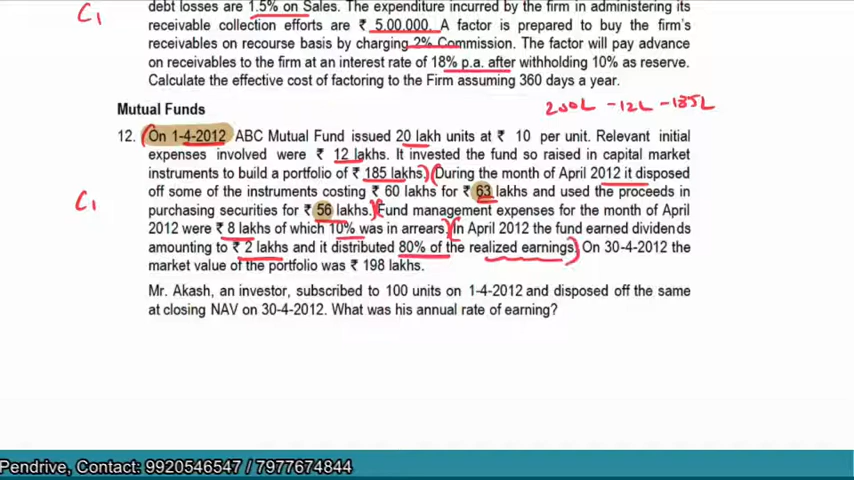 debt losses are 1.5% on Sales. The expenditure incurred by the firm in administering its
C1
receivable collection efforts are ₹ 5,00,000. A factor is prepared to buy the firm's
receivables on recourse basis by charging 2% Commission. The factor will pay advance
on receivables to the firm at an interest rate of 18% p.a. after withholding 10% as reserve.
Calculate the effective cost of factoring to the Firm assuming 360 days a year.
200L - 12L - 185L
Mutual Funds
12. On 1-4-2012 ABC Mutual Fund issued 20 lakh units at ₹ 10 per unit. Relevant initial
expenses involved were ₹ 12 lakhs. It invested the fund so raised in capital market
instruments to build a portfolio of ₹ 185 lakhs. During the month of April 2012 it disposed
off some of the instruments costing ₹ 60 lakhs for ₹ 63 lakhs and used the proceeds in
C1
purchasing securities for ₹ 56 lakhs. Fund management expenses for the month of April
2012 were ₹ 8 lakhs of which 10% was in arrears. In April 2012 the fund earned dividends
amounting to ₹ 2 lakhs and it distributed 80% of the realized earnings. On 30-4-2012 the
market value of the portfolio was ₹ 198 lakhs.
Mr. Akash, an investor, subscribed to 100 units on 1-4-2012 and disposed off the same
at closing NAV on 30-4-2012. What was his annual rate of earning?
Pendrive, Contact: 9920546547 / 7977674844